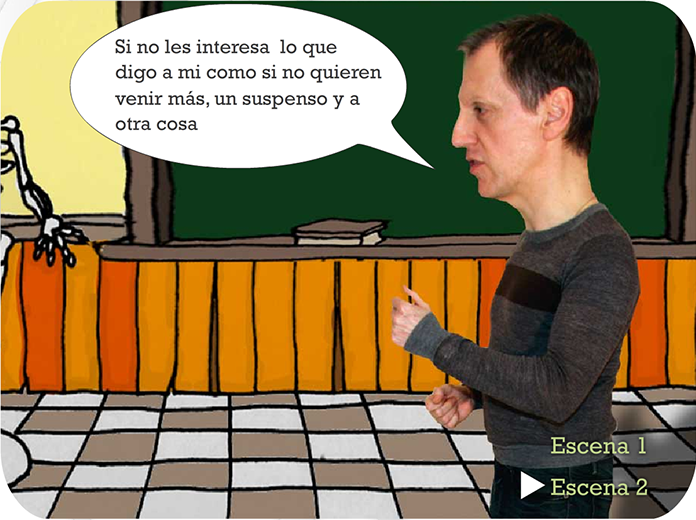 Si no les interesa lo que
digo a mi como si no quieren
venir más, un suspenso y a
otra cosa
Escena 1
Escena 2